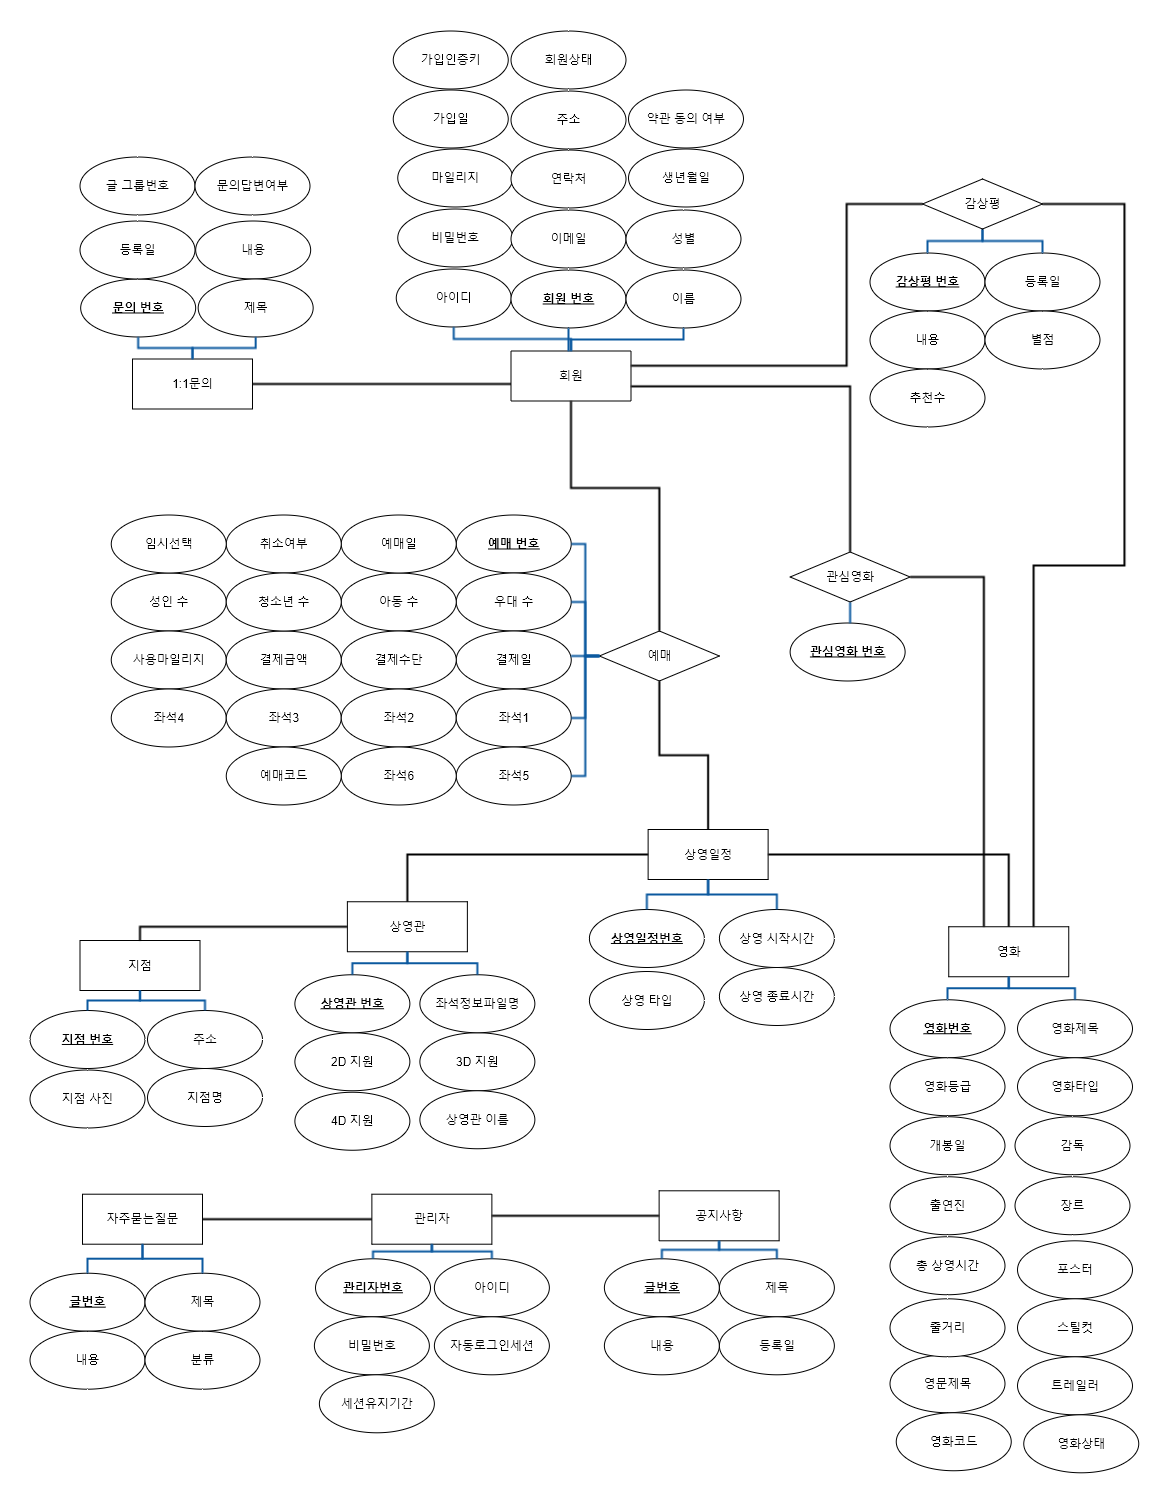 가입인증키
회원상태
가입일
주소
약관 동의 여부
마일리지
연락처
생년월일
비밀번호
이메일
성별
아이디
회원 번호
이름
회원
글 그룹번호
문의답변여부
등록일
내용
문의 번호
제목
1:1문의
감상평
감상평 번호
등록일
내용
별점
추천수
관심영화
관심영화 번호
임시선택
취소여부
예매일
예매 번호
성인 수
청소년 수
아동 수
우대 수
사용마일리지
결제금액
결제수단
결제일
좌석4
좌석3
좌석2
좌석1
예매코드
좌석6
좌석5
예매
상영일정
상영일정번호
상영 시작시간
상영 타입
상영 종료시간
상영관
상영관 번호
좌석정보파일명
2D 지원
3D 지원
4D 지원
상영관 이름
지점
지점 번호
주소
지점 사진
지점명
영화
영화번호
영화제목
영화등급
영화타입
개봉일
감독
출연진
장르
총 상영시간
포스터
줄거리
스틸컷
영문제목
트레일러
영화코드
영화상태
자주묻는질문
글번호
제목
내용
분류
관리자
관리자번호
아이디
비밀번호
자동로그인세션
세션유지기간
공지사항
글번호
제목
내용
등록일